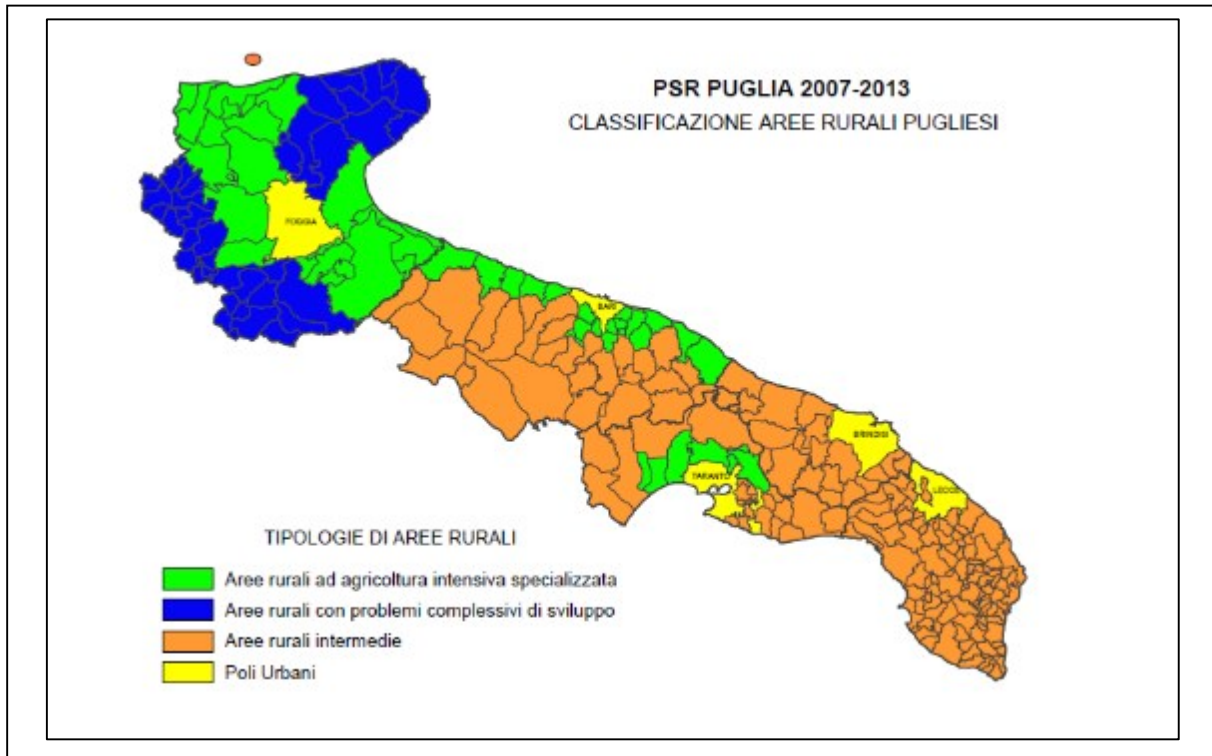 PSR PUGLIA 2007-2013
CLASSIFICAZIONE AREE RURALI PUGLIESI
FOGGIA
BARI
BRINDISI
TARANTO
LECCE
TIPOLOGIE DI AREE RURALI
Aree rurali ad agricoltura intensiva specializzata
Aree rurali con problemi complessivi di sviluppo
Aree rurali intermedie
Poli Urbani